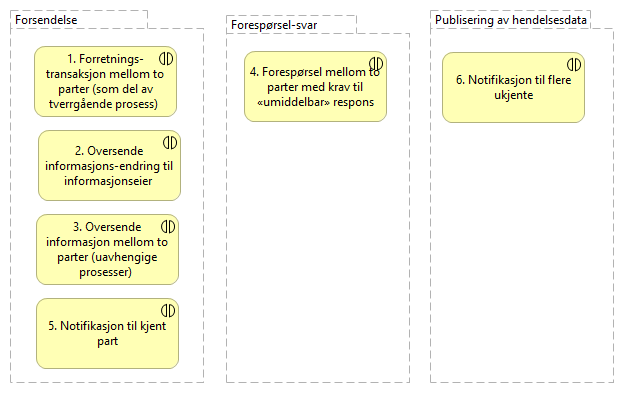 Forsendelse
1. Forretnings-
transaksjon mellom to
parter (som del av
tverrgående prosess)
2. Oversende
informasjons-endring til
informasjonseier
3. Oversende
informasjon mellom to
parter (uavhengige
prosesser)
5. Notifikasjon til kjent
part
Forespørsel-svar
4. Forespørsel mellom to
parter med krav til
«umiddelbar» respons
Publisering av hendelsesdata
6. Notifikasjon til flere
ukjente